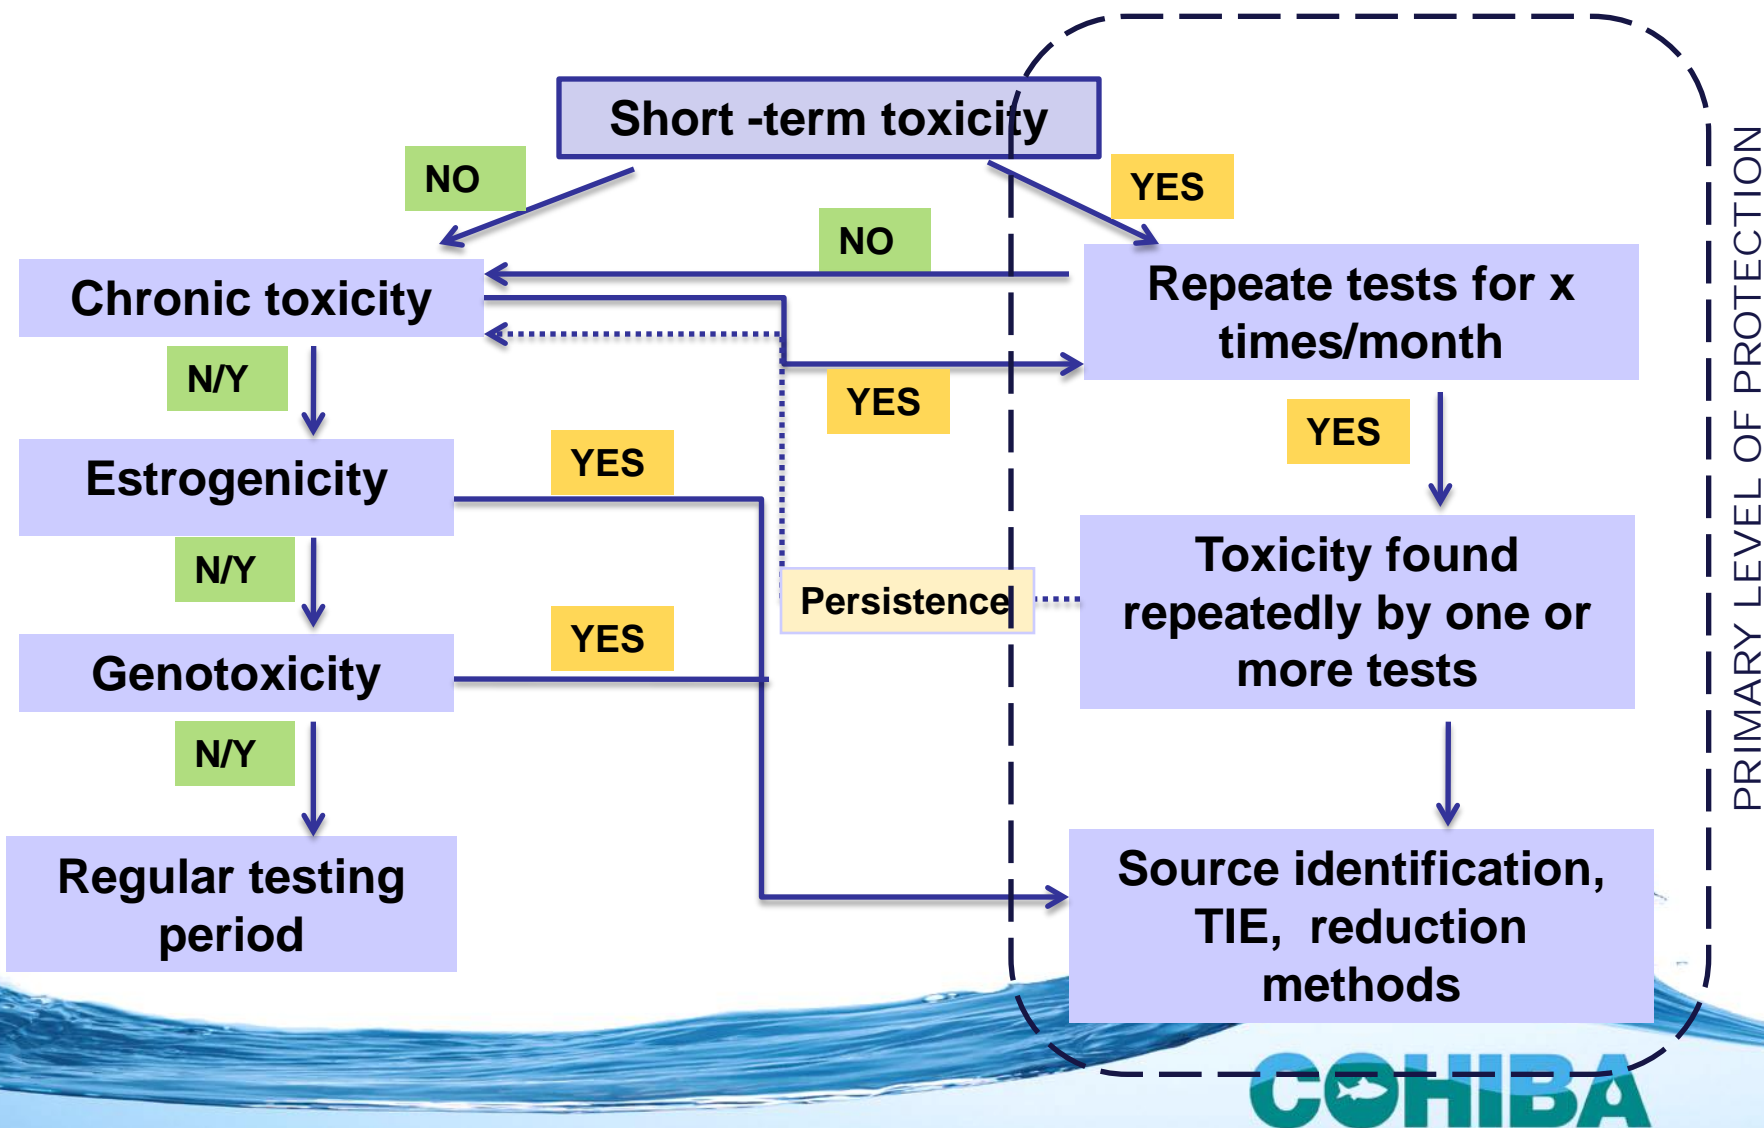 Short -term toxicity
NO
YES
NO
Chronic toxicity
Repeate tests for x
times/month
N/Y
YES
YES
Estrogenicity
YES
N/Y
Toxicity found
repeatedly by one or
more tests
Persistence
YES
Genotoxicity
N/Y
Regular testing
period
Source identification,
TIE, reduction
methods
PRIMARY LEVEL OF PROTECTION
COHIBA